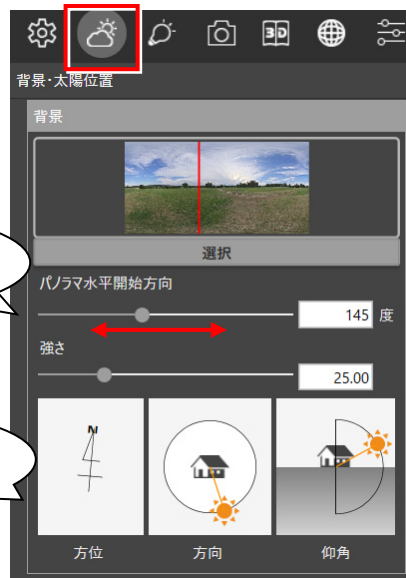 3D
背景・太陽位置
背景
選択
パノラマ水平開始方向
145 度
強さ
25.00
N
方位 方向 仰角